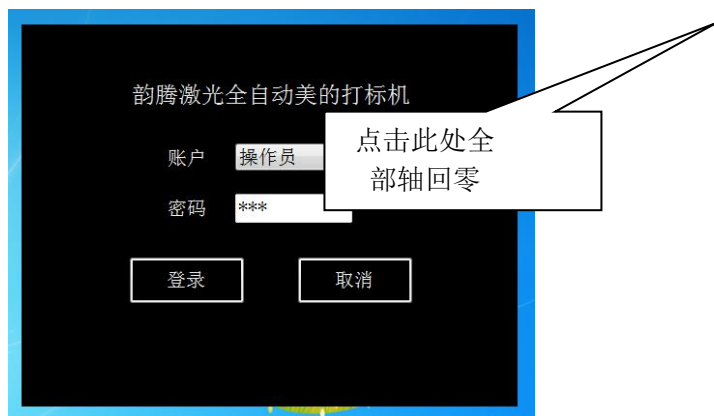 韵腾激光全自动美的打标机
点击此处全
部轴回零
账户 操作员
密码 ***
登录 取消